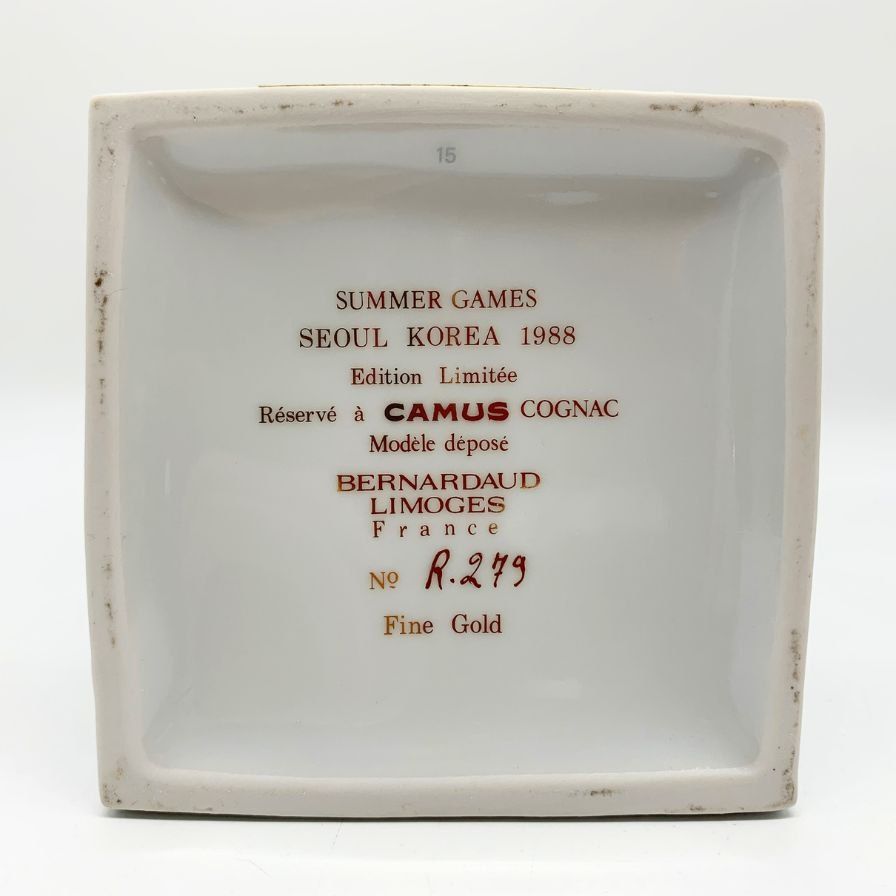 15
SUMMER GAMES
SEOUL KOREA 1988
Edition Limitée
Réservé à CAMUS COGNAC
Modèle déposé
BERNARDAUD
LIMOGES
France
Nº R.279
Fine Gold